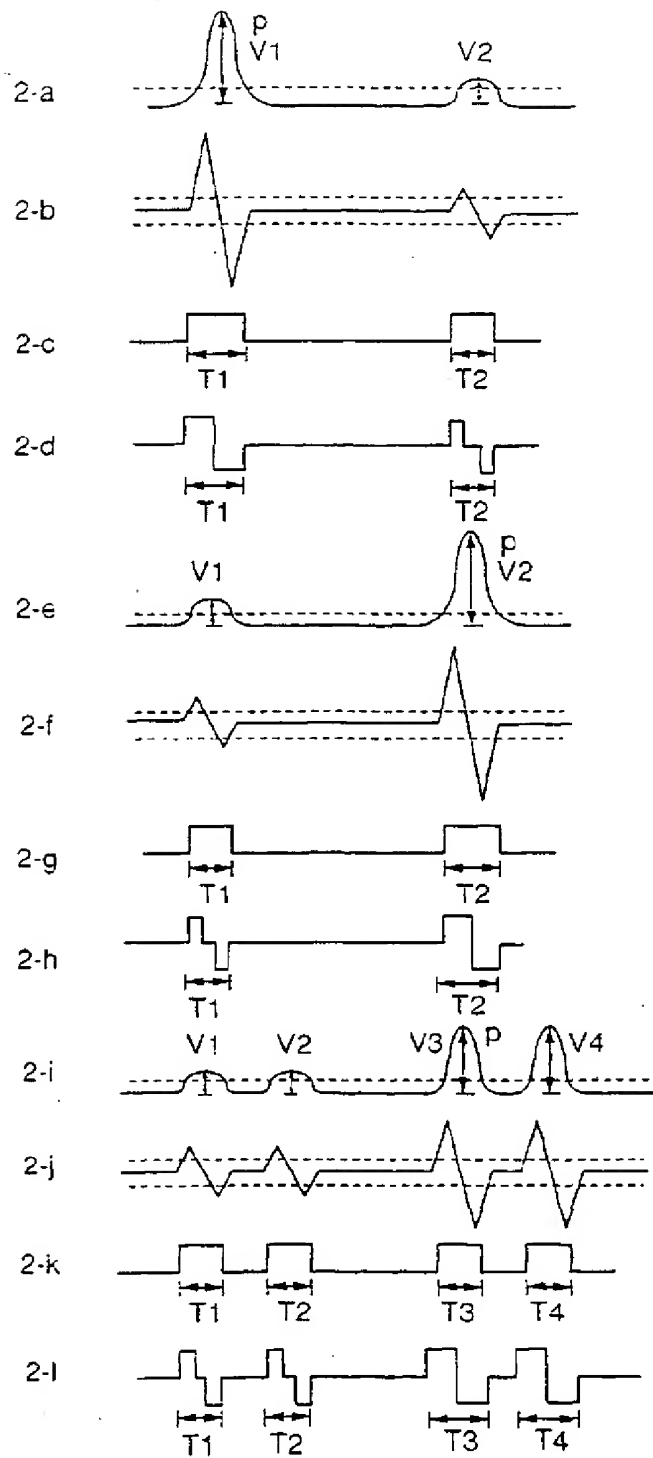 p
V1 V2
2-a
2-b
2-c
T1 T2
2-d
T1 T2
p
V1 V2
2-e
2-f
2-g
T1 T2
2-h
T1 T2
V1 V2 V3 p V4
2-i
2-j
2-k
T1 T2 T3 T4
2-l
T1 T2 T3 T4